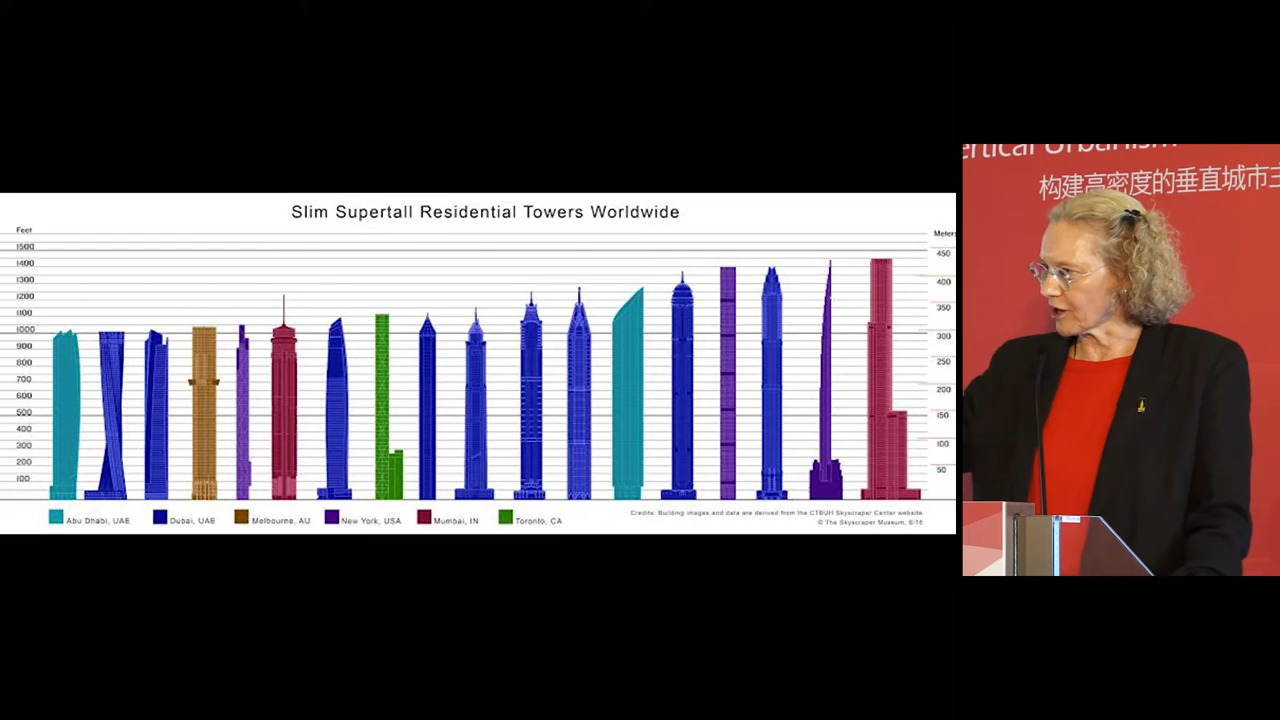 Slim Supertall Residential Towers Worldwide
Feet
1500
1400
1300
1200
1100
1000
900
800
700
600
500
400
300
200
100
Meters
450
400
350
300
250
200
150
100
50
Abu Dhabi, UAE
Dubai, UAE
Melbourne, AU
New York, USA
Mumbai, IN
Toronto, CA
Credits: Building images and data are derived from the CTBUH Skyscraper Center website
© The Skyscraper Museum, 6/16
ertical Urbanism
构建高密度的垂直城市主